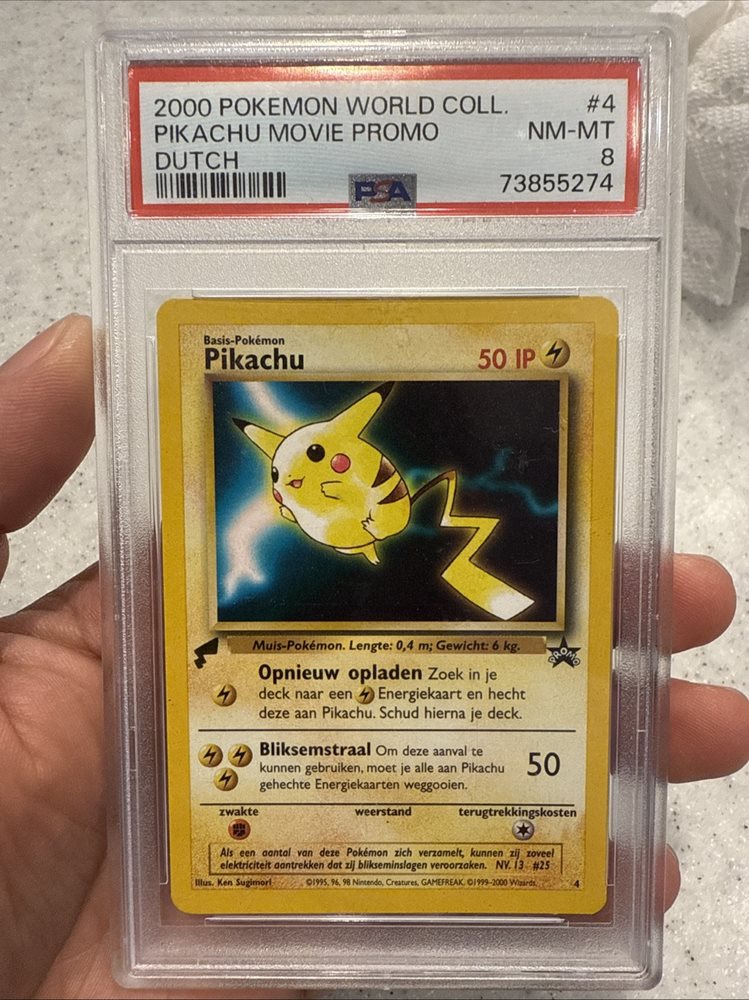 2000 POKEMON WORLD COLL. #4
PIKACHU MOVIE PROMO NM-MT
DUTCH 8
PSA 73855274
Basis-Pokémon
Pikachu 50 IP
Muis-Pokémon. Lengte: 0,4 m; Gewicht: 6 kg.
PROMO
Opnieuw opladen Zoek in je
deck naar een Energiekaart en hecht
deze aan Pikachu. Schud hierna je deck.
Bliksemstraal Om deze aanval te
kunnen gebruiken, moet je alle aan Pikachu
gehechte Energiekaarten weggooien.
50
zwakte weerstand terugtrekkingskosten
Als een aantal van deze Pokémon zich verzamelt, kunnen zij zoveel
elektriciteit aantrekken dat zij blikseminslagen veroorzaken. NV. 13 #25
Illus. Ken Sugimori ©1995, 96, 98 Nintendo, Creatures, GAMEFREAK. ©1999-2000 Wizards. 4